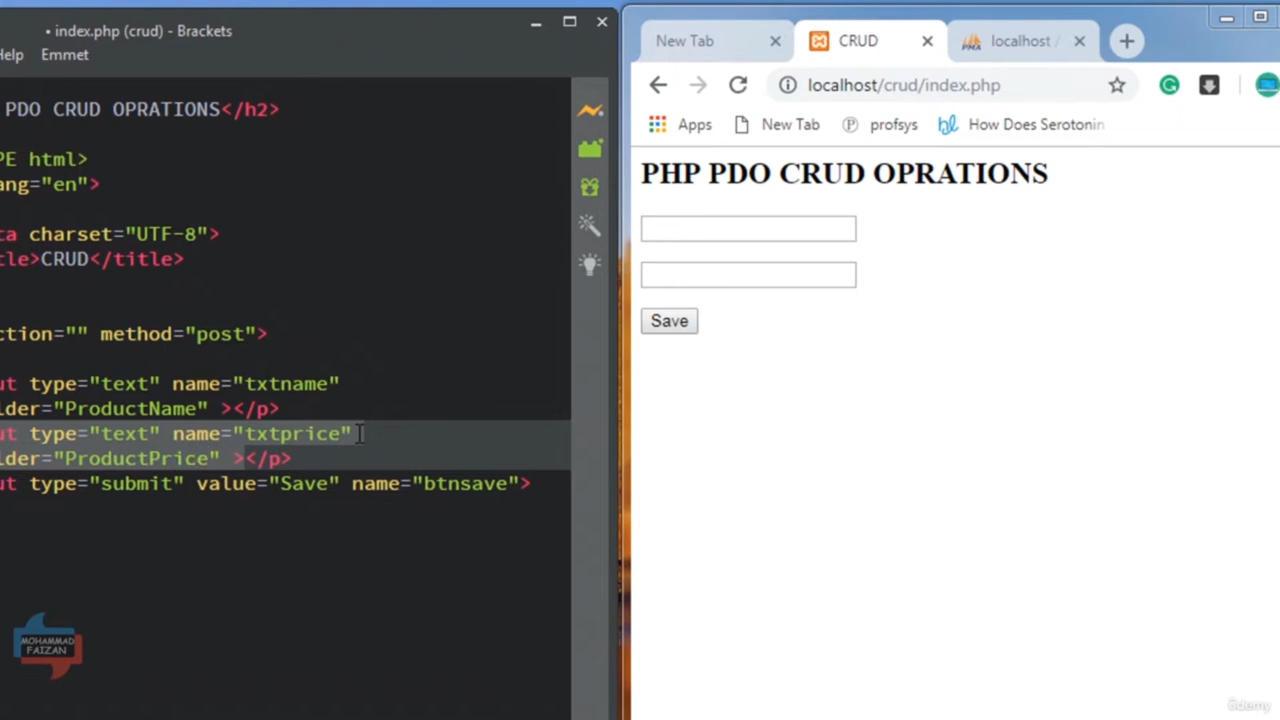 • index.php (crud) - Brackets
Help Emmet
PDO CRUD OPRATIONS</h2>
PE html>
ang="en">
ta charset="UTF-8">
tle>CRUD</title>
ction="" method="post">
ut type="text" name="txtname"
lder="ProductName" ></p>
ut type="text" name="txtprice"
lder="ProductPrice" ></p>
ut type="submit" value="Save" name="btnsave">
MOHAMMAD
FAIZAN
New Tab
CRUD
PMA
localhost /
localhost/crud/index.php
Apps
New Tab
profsys
How Does Serotonin
PHP PDO CRUD OPRATIONS
Save
ûdemy